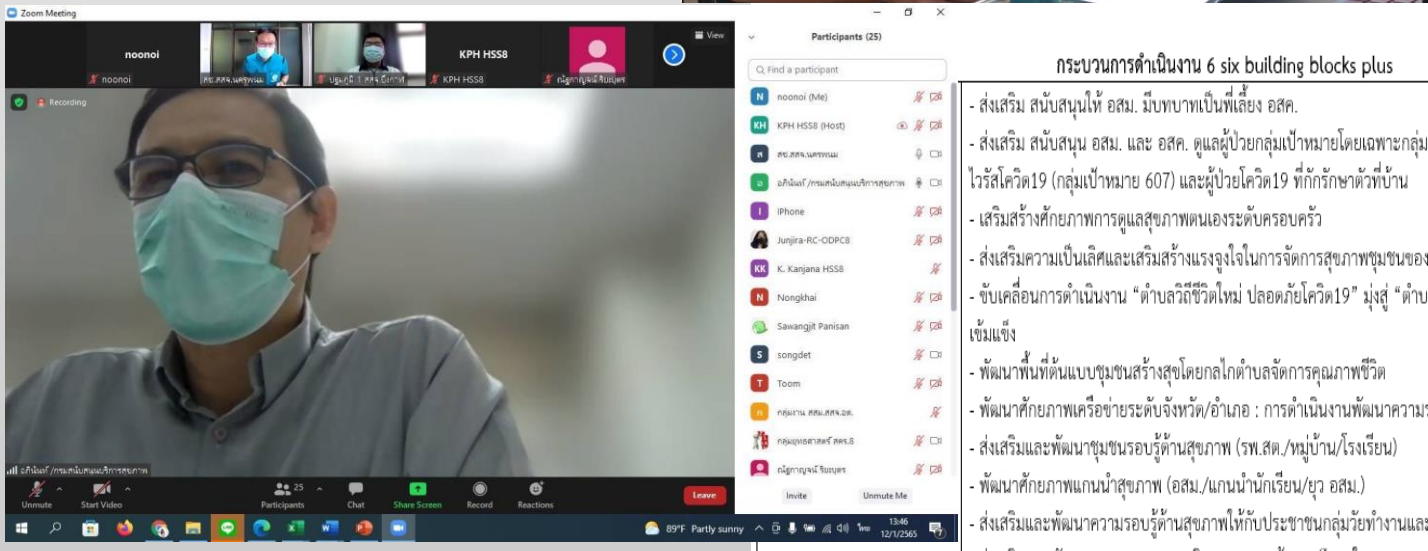 Zoom Meeting
noonoi
noonoi
สช.สสจ.นครพนม
ปฐมภูมิ 1 สสจ.บึงกาฬ
KPH HSS8
KPH HSS8
View
Recording
อภินันท์ /กรมสนับสนุนบริการสุขภาพ
Unmute
Start Video
25
Participants
Chat
Share Screen
Record
Reactions
Leave
Participants (25)
Find a participant
N noonoi (Me)
KH KPH HSS8 (Host)
ส สช.สสจ.นครพนม
อ อภินันท์ /กรมสนับสนุนบริการสุขภาพ
I iPhone
Junjira-RC-ODPC8
KK K. Kanjana HSS8
N Nongkhai
Sawangjit Panisan
S songdet
T Toom
ก กลุ่มงาน สสม.สสจ.อด.
กลุ่มยุทธศาสตร์ สคร.8
Invite
Unmute Me
89°F Partly sunny
ไทย
13:46
12/1/2565
กระบวนการดำเนินงาน 6 six building blocks plus
- ส่งเสริม สนับสนุนให้ อสม. มีบทบาทเป็นพี่เลี้ยง อสค.
- ส่งเสริม สนับสนุน อสม. และ อสค. ดูแลผู้ป่วยกลุ่มเป้าหมายโดยเฉพาะกลุ่ม
ไวรัสโควิด19 (กลุ่มเป้าหมาย 607) และผู้ป่วยโควิด19 ที่กักรักษาตัวที่บ้าน
- เสริมสร้างศักยภาพการดูแลสุขภาพตนเองระดับครอบครัว
- ส่งเสริมความเป็นเลิศและเสริมสร้างแรงจูงใจในการจัดการสุขภาพชุมชนของ
- ขับเคลื่อนการดำเนินงาน “ตำบลวิถีชีวิตใหม่ ปลอดภัยโควิด19” มุ่งสู่ “ตำบ
เข้มแข็ง
- พัฒนาพื้นที่ต้นแบบชุมชนสร้างสุขโดยกลไกตำบลจัดการคุณภาพชีวิต
- พัฒนาศักยภาพเครือข่ายระดับจังหวัด/อำเภอ : การดำเนินงานพัฒนาความร
- ส่งเสริมและพัฒนาชุมชนรอบรู้ด้านสุขภาพ (รพ.สต./หมู่บ้าน/โรงเรียน)
- พัฒนาศักยภาพแกนนำสุขภาพ (อสม./แกนนำนักเรียน/ยุว อสม.)
- ส่งเสริมและพัฒนาความรอบรู้ด้านสุขภาพให้กับประชาชนกลุ่มวัยทำงานและ